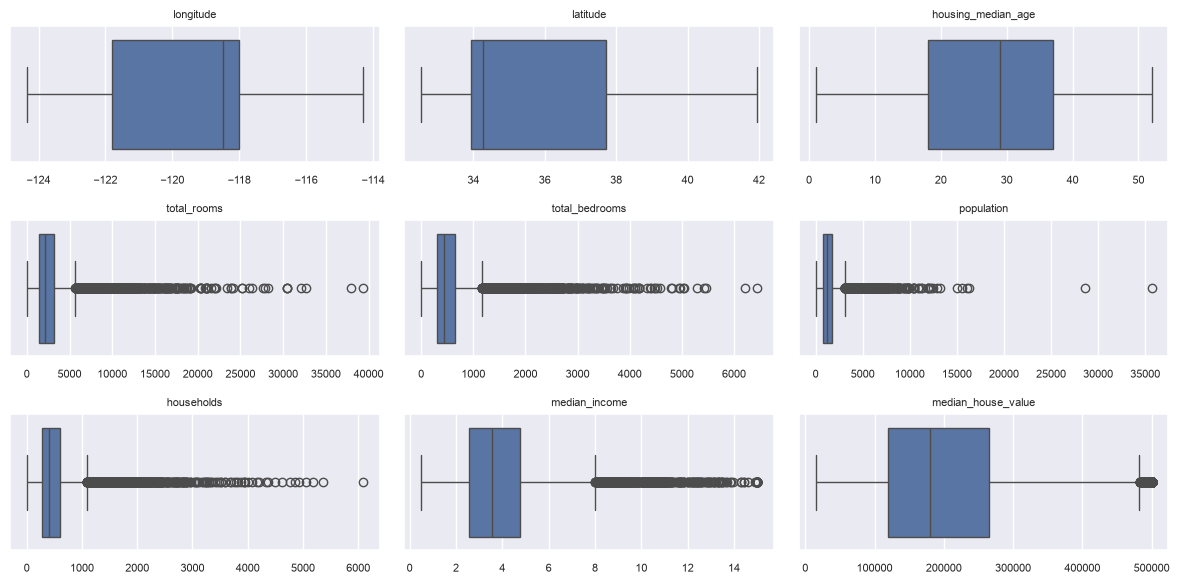 longitude latitude housing_median_age
−124 −122 −120 −118 −116 −114 34 36 38 40 42 0 10 20 30 40 50
total_rooms total_bedrooms population
0 5000 10000 15000 20000 25000 30000 35000 40000 0 1000 2000 3000 4000 5000 6000 0 5000 10000 15000 20000 25000 30000 35000
households median_income median_house_value
0 1000 2000 3000 4000 5000 6000 0 2 4 6 8 10 12 14 100000 200000 300000 400000 500000